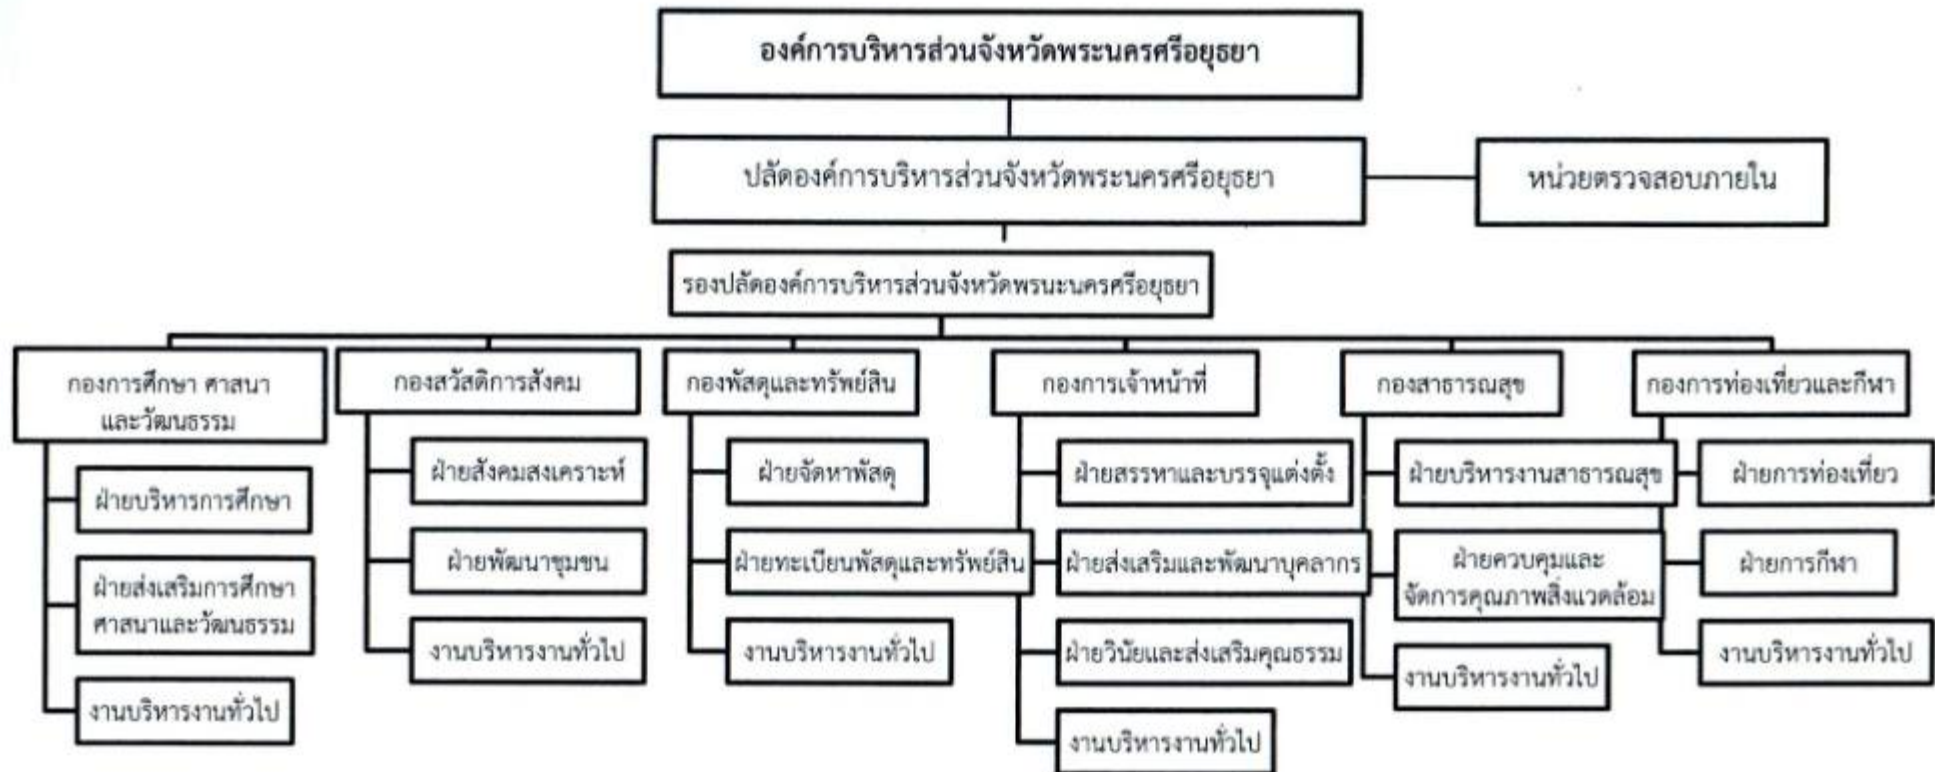 องค์การบริหารส่วนจังหวัดพระนครศรีอยุธยา
ปลัดองค์การบริหารส่วนจังหวัดพระนครศรีอยุธยา
หน่วยตรวจสอบภายใน
รองปลัดองค์การบริหารส่วนจังหวัดพรนะนครศรีอยุธยา
กองการศึกษา ศาสนา
และวัฒนธรรม
ฝ่ายบริหารการศึกษา
ฝ่ายส่งเสริมการศึกษา
ศาสนาและวัฒนธรรม
งานบริหารงานทั่วไป
กองสวัสดิการสังคม
ฝ่ายสังคมสงเคราะห์
ฝ่ายพัฒนาชุมชน
งานบริหารงานทั่วไป
กองพัสดุและทรัพย์สิน
ฝ่ายจัดหาพัสดุ
ฝ่ายทะเบียนพัสดุและทรัพย์สิน
งานบริหารงานทั่วไป
กองการเจ้าหน้าที่
ฝ่ายสรรหาและบรรจุแต่งตั้ง
ฝ่ายส่งเสริมและพัฒนาบุคลากร
ฝ่ายวินัยและส่งเสริมคุณธรรม
งานบริหารงานทั่วไป
กองสาธารณสุข
ฝ่ายบริหารงานสาธารณสุข
ฝ่ายควบคุมและ
จัดการคุณภาพสิ่งแวดล้อม
งานบริหารงานทั่วไป
กองการท่องเที่ยวและกีฬา
ฝ่ายการท่องเที่ยว
ฝ่ายการกีฬา
งานบริหารงานทั่วไป